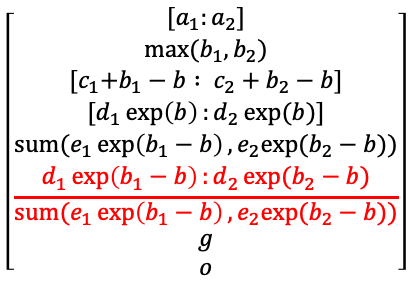 [a₁: a₂]
max(b₁, b₂)
[c₁+b₁ − b : c₂ + b₂ − b]
[d₁ exp(b) : d₂ exp(b)]
sum(e₁ exp(b₁ − b) , e₂exp(b₂ − b))
d₁ exp(b₁ − b) : d₂ exp(b₂ − b)
sum(e₁ exp(b₁ − b) , e₂exp(b₂ − b))
g
o